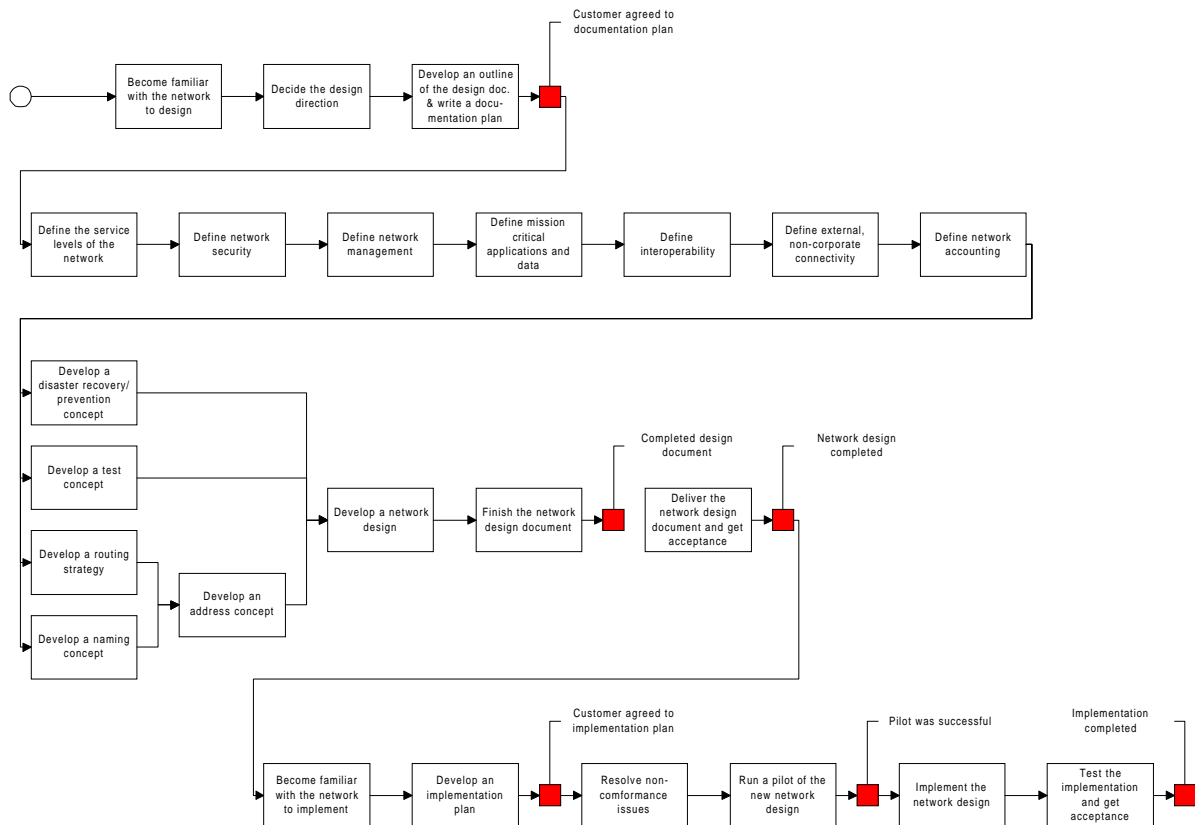 Customer agreed to
documentation plan
Become familiar
with the network
to design
Decide the design
direction
Develop an outline
of the design doc.
& write a docu-
mentation plan
Define the service
levels of the
network
Define network
security
Define network
management
Define mission
critical
applications and
data
Define
interoperability
Define external,
non-corporate
connectivity
Define network
accounting
Develop a
disaster recovery/
prevention
concept
Develop a test
concept
Develop a routing
strategy
Develop a naming
concept
Develop an
address concept
Develop a network
design
Finish the network
design document
Completed design
document
Deliver the
network design
document and get
acceptance
Network design
completed
Become familiar
with the network
to implement
Develop an
implementation
plan
Customer agreed to
implementation plan
Resolve non-
comformance
issues
Run a pilot of the
new network
design
Pilot was successful
Implement the
network design
Test the
implementation
and get
acceptance
Implementation
completed